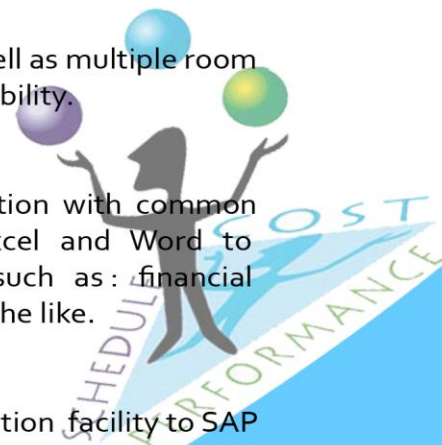 ell as multiple room
bility.
tion with common
xcel and Word to
such as : financial
he like.
tion facility to SAP
COST
SCHEDULE
PERFORMANCE